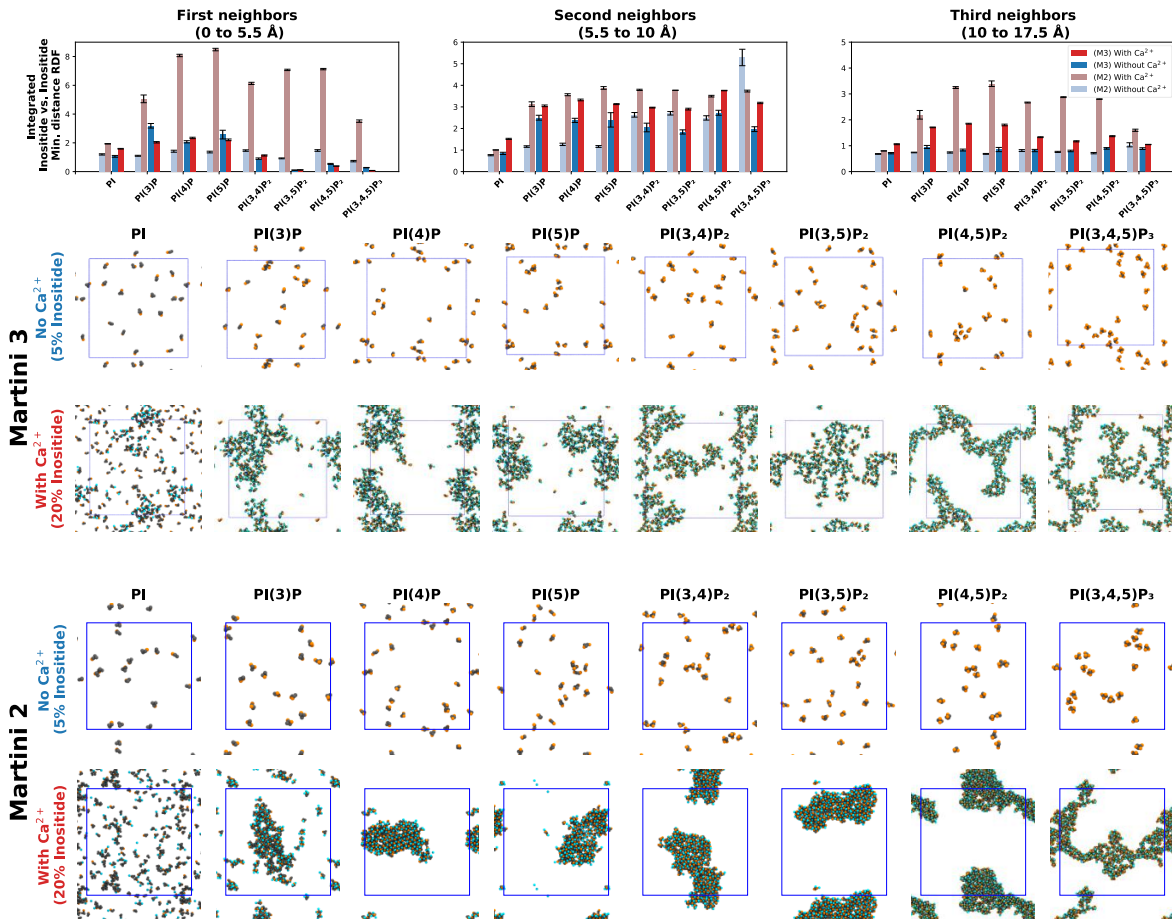 First neighbors
(0 to 5.5 Å)
Second neighbors
(5.5 to 10 Å)
Third neighbors
(10 to 17.5 Å)
Integrated
Inositide vs. Inositide
Min. distance RDF
8
6
4
2
0
PI
PI(3)P
PI(4)P
PI(5)P
PI(3,4)P₂
PI(3,5)P₂
PI(4,5)P₂
PI(3,4,5)P₃
6
5
4
3
2
1
0
PI
PI(3)P
PI(4)P
PI(5)P
PI(3,4)P₂
PI(3,5)P₂
PI(4,5)P₂
PI(3,4,5)P₃
5
4
3
2
1
0
PI
PI(3)P
PI(4)P
PI(5)P
PI(3,4)P₂
PI(3,5)P₂
PI(4,5)P₂
PI(3,4,5)P₃
(M3) With Ca²⁺
(M3) Without Ca²⁺
(M2) With Ca²⁺
(M2) Without Ca²⁺
Martini 3
PI PI(3)P PI(4)P PI(5)P PI(3,4)P₂ PI(3,5)P₂ PI(4,5)P₂ PI(3,4,5)P₃
No Ca²⁺
(5% Inositide)
With Ca²⁺
(20% Inositide)
Martini 2
PI PI(3)P PI(4)P PI(5)P PI(3,4)P₂ PI(3,5)P₂ PI(4,5)P₂ PI(3,4,5)P₃
No Ca²⁺
(5% Inositide)
With Ca²⁺
(20% Inositide)